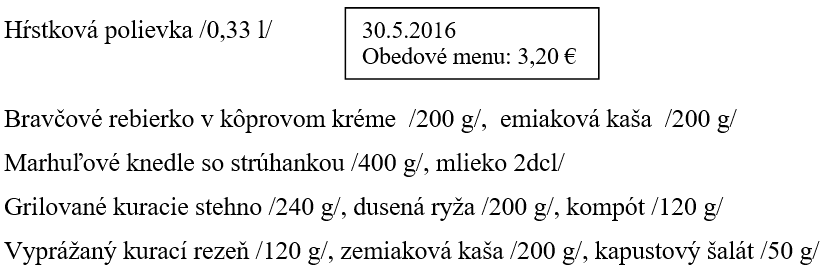 Hŕstková polievka /0,33 l/
30.5.2016
Obedové menu: 3,20 €
Bravčové rebierko v kôprovom kréme /200 g/, emiaková kaša /200 g/
Marhuľové knedle so strúhankou /400 g/, mlieko 2dcl/
Grilované kuracie stehno /240 g/, dusená ryža /200 g/, kompót /120 g/
Vyprážaný kurací rezeň /120 g/, zemiaková kaša /200 g/, kapustový šalát /50 g/